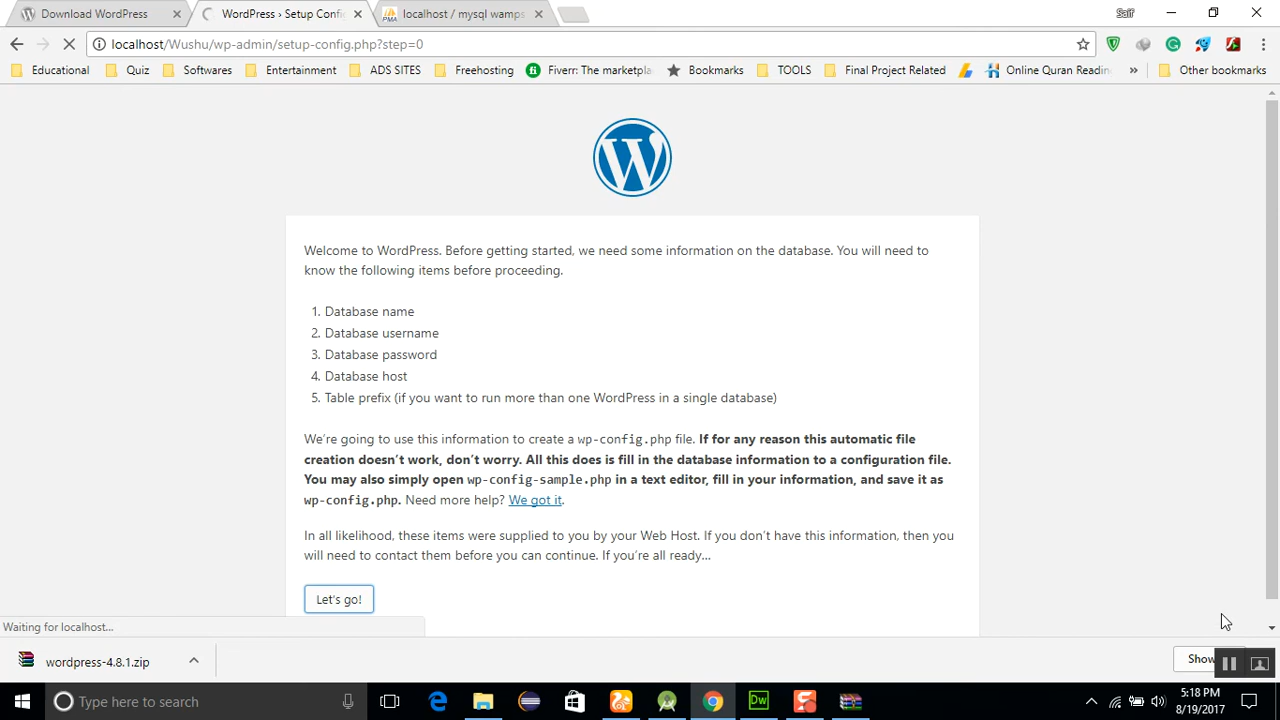 Download WordPress
WordPress › Setup Confi
localhost / mysql wamps
Saif
localhost/Wushu/wp-admin/setup-config.php?step=0
Educational
Quiz
Softwares
Entertainment
ADS SITES
Freehosting
Fiverr: The marketpla
Bookmarks
TOOLS
Final Project Related
Online Quran Readin
»
Other bookmarks
Welcome to WordPress. Before getting started, we need some information on the database. You will need to
know the following items before proceeding.
1. Database name
2. Database username
3. Database password
4. Database host
5. Table prefix (if you want to run more than one WordPress in a single database)
We’re going to use this information to create a wp-config.php file. If for any reason this automatic file
creation doesn’t work, don’t worry. All this does is fill in the database information to a configuration file.
You may also simply open wp-config-sample.php in a text editor, fill in your information, and save it as
wp-config.php. Need more help? We got it.
In all likelihood, these items were supplied to you by your Web Host. If you don’t have this information, then you
will need to contact them before you can continue. If you’re all ready…
Let's go!
Waiting for localhost...
wordpress-4.8.1.zip
Show
Type here to search
Dw
5:18 PM
8/19/2017